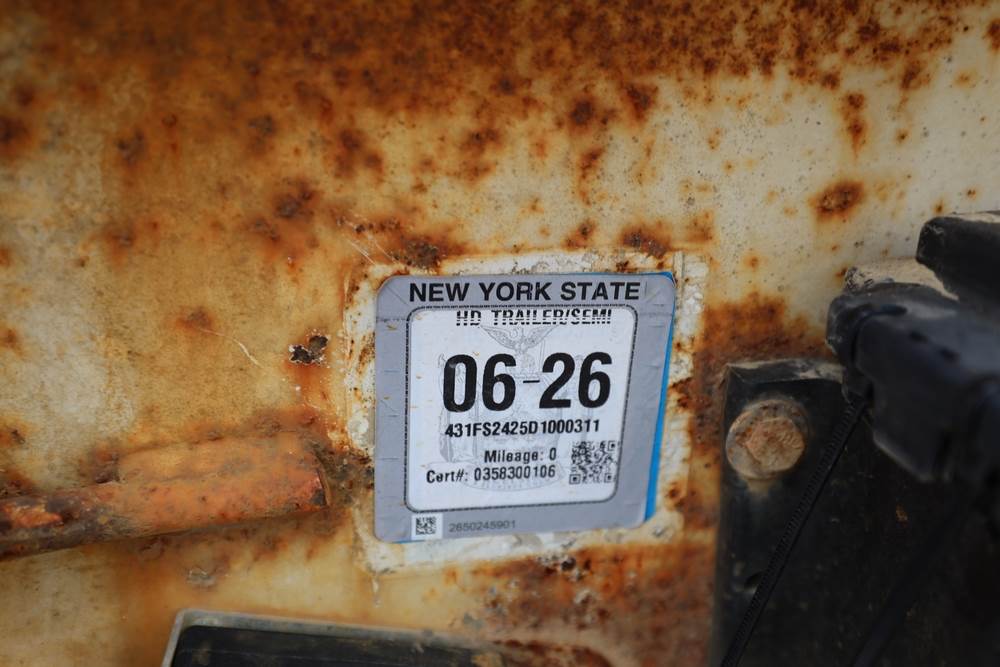 NEW YORK STATE
HD TRAILER/SEMI
06-26
431FS2425D1000311
Mileage: 0
Cert#: 0358300106
2650245901